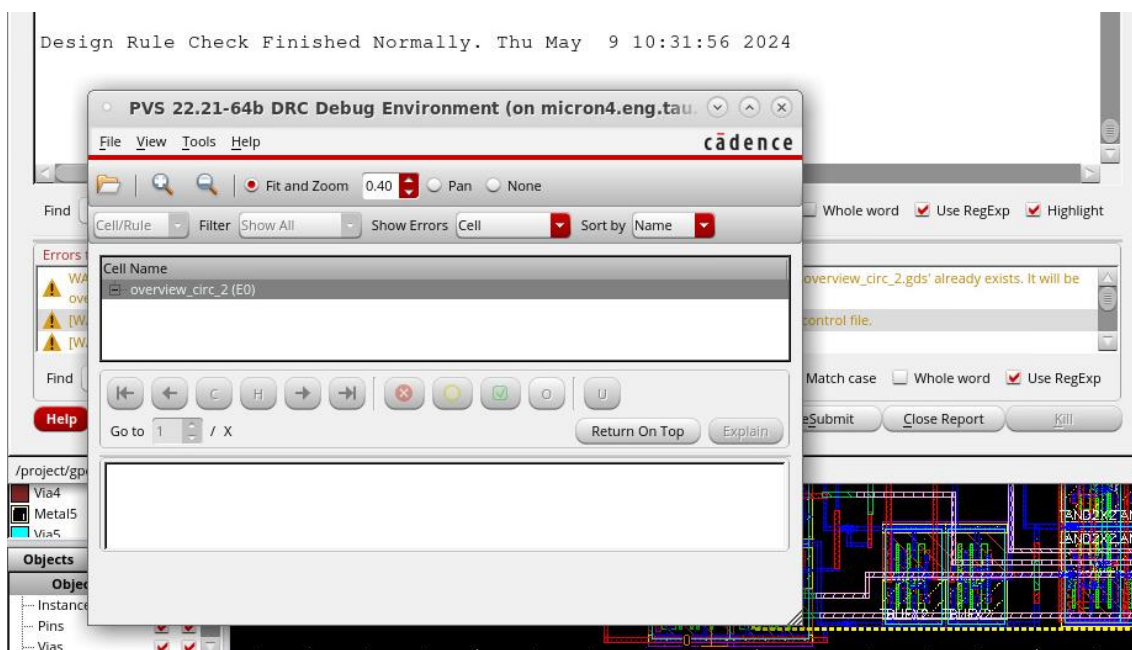 Design Rule Check Finished Normally. Thu May  9 10:31:56 2024
PVS 22.21-64b DRC Debug Environment (on micron4.eng.tau.
File View Tools Help
cādence
Fit and Zoom 0.40 Pan None
Find
Whole word Use RegExp Highlight
Cell/Rule Filter Show All Show Errors Cell Sort by Name
Errors
Cell Name
overview_circ_2 (E0)
overview_circ_2.gds' already exists. It will be
control file.
Find
Match case Whole word Use RegExp
C H O U
Help
Submit Close Report Kill
Go to 1 / X Return On Top Explain
/project/gp
Via4
Metal5
Via5
Objects
Instance
Pins
Vias
TBUFX2